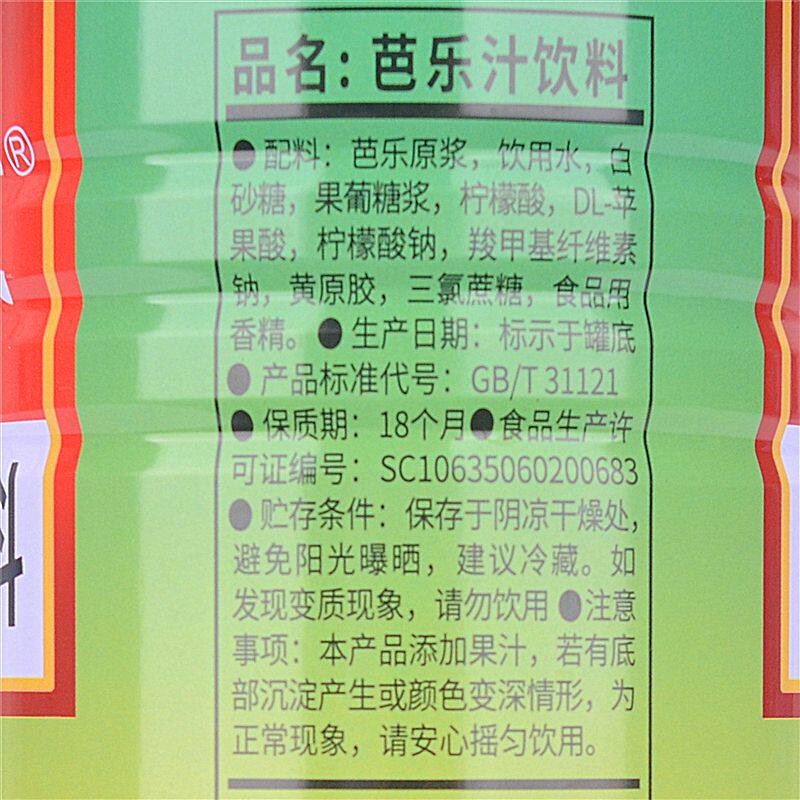 品名：芭乐汁饮料
●配料：芭乐原浆，饮用水，白
砂糖，果葡糖浆，柠檬酸，DL-苹
果酸，柠檬酸钠，羧甲基纤维素
钠，黄原胶，三氯蔗糖，食品用
香精。●生产日期：标示于罐底
●产品标准代号：GB/T 31121
●保质期：18个月●食品生产许
可证编号：SC10635060200683
●贮存条件：保存于阴凉干燥处，
避免阳光曝晒，建议冷藏。如
发现变质现象，请勿饮用●注意
事项：本产品添加果汁，若有底
部沉淀产生或颜色变深情形，为
正常现象，请安心摇匀饮用。
®